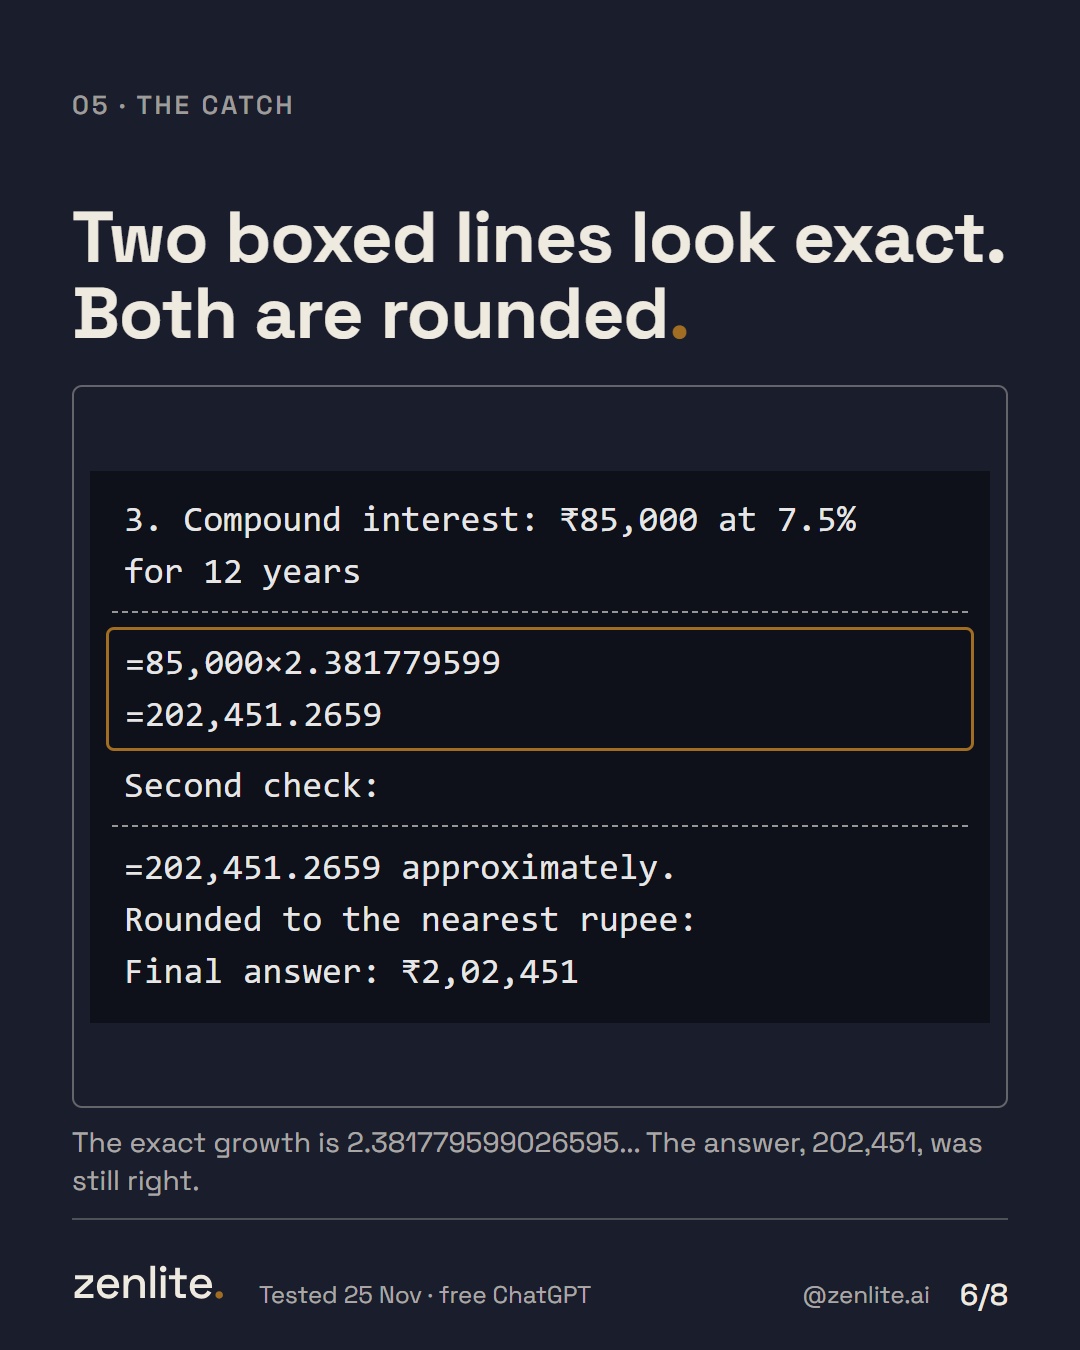 05 · THE CATCH
Two boxed lines look exact.
Both are rounded.
3. Compound interest: ₹85,000 at 7.5%
for 12 years
=85,000×2.381779599
=202,451.2659
Second check:
=202,451.2659 approximately.
Rounded to the nearest rupee:
Final answer: ₹2,02,451
The exact growth is 2.381779599026595... The answer, 202,451, was
still right.
zenlite. Tested 25 Nov · free ChatGPT @zenlite.ai 6/8